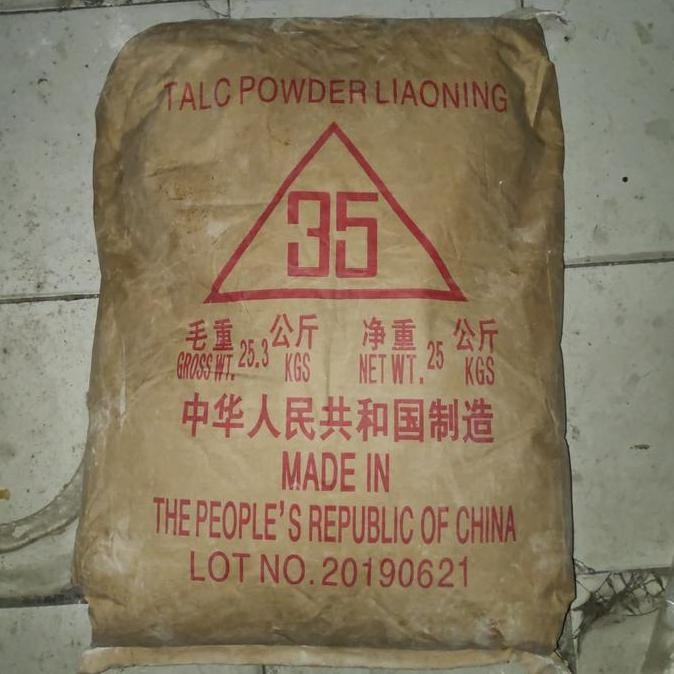 TALC POWDER LIAONING
35
毛重 25.3 公斤 净重 25 公斤
GROSS WT. KGS NET WT. KGS
中华人民共和国制造
MADE IN
THE PEOPLE'S REPUBLIC OF CHINA
LOT NO. 20190621